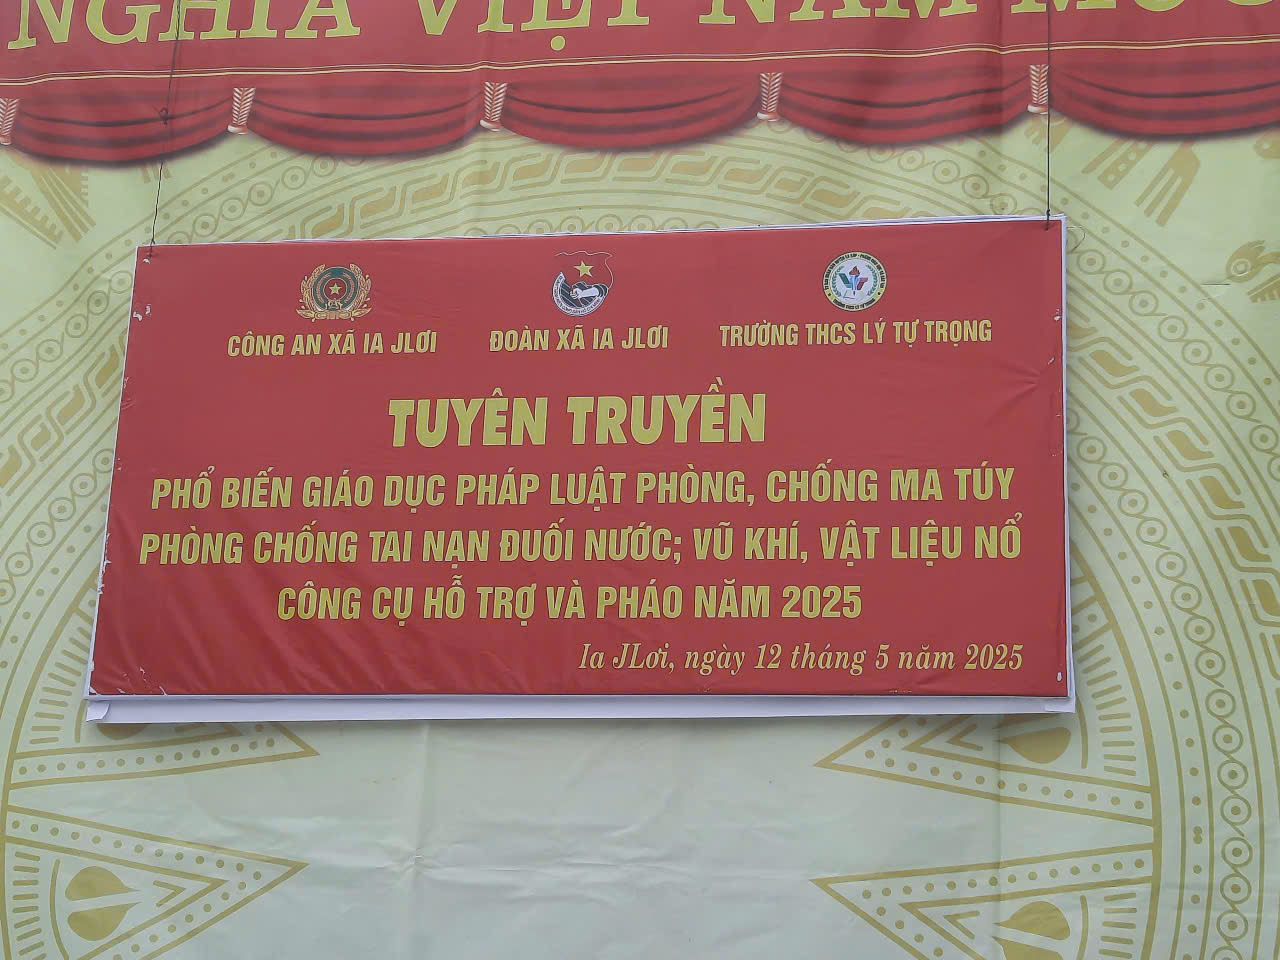 NGHĨA VIỆT NAM
CÔNG AN XÃ IA JLƠI
ĐOÀN XÃ IA JLƠI
TRƯỜNG THCS LÝ TỰ TRỌNG
TUYÊN TRUYỀN
PHỔ BIẾN GIÁO DỤC PHÁP LUẬT PHÒNG, CHỐNG MA TÚY
PHÒNG CHỐNG TAI NẠN ĐUỐI NƯỚC; VŨ KHÍ, VẬT LIỆU NỔ
CÔNG CỤ HỖ TRỢ VÀ PHÁO NĂM 2025
Ia JLơi, ngày 12 tháng 5 năm 2025